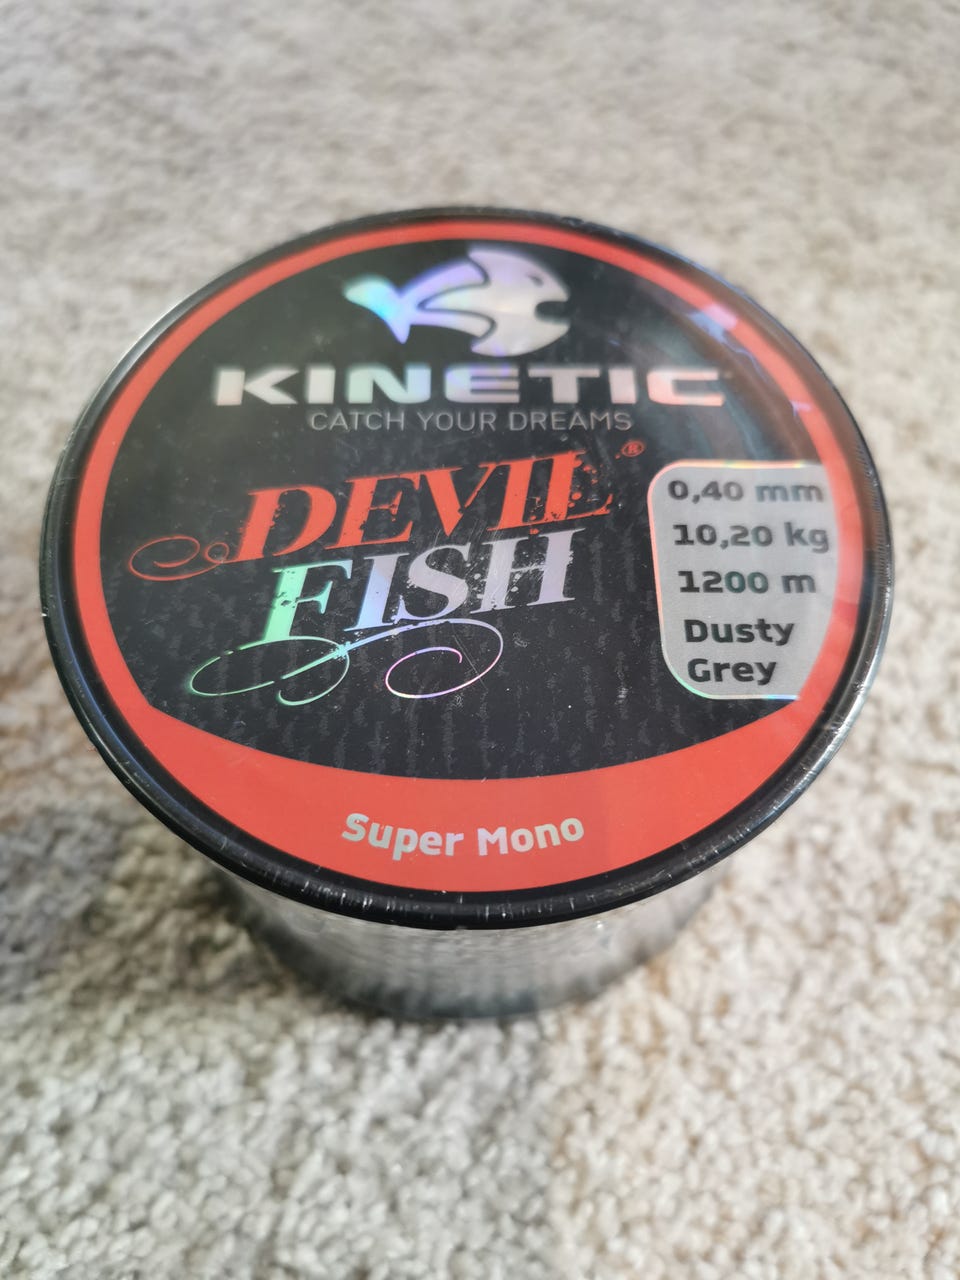 KINETIC
CATCH YOUR DREAMS
DEVIL®
FISH
0,40 mm
10,20 kg
1200 m
Dusty
Grey
Super Mono